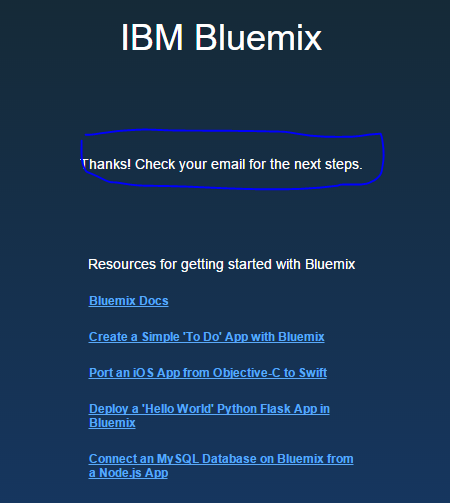 IBM Bluemix
Thanks! Check your email for the next steps.
Resources for getting started with Bluemix
Bluemix Docs
Create a Simple 'To Do' App with Bluemix
Port an iOS App from Objective-C to Swift
Deploy a 'Hello World' Python Flask App in
Bluemix
Connect an MySQL Database on Bluemix from
a Node.js App